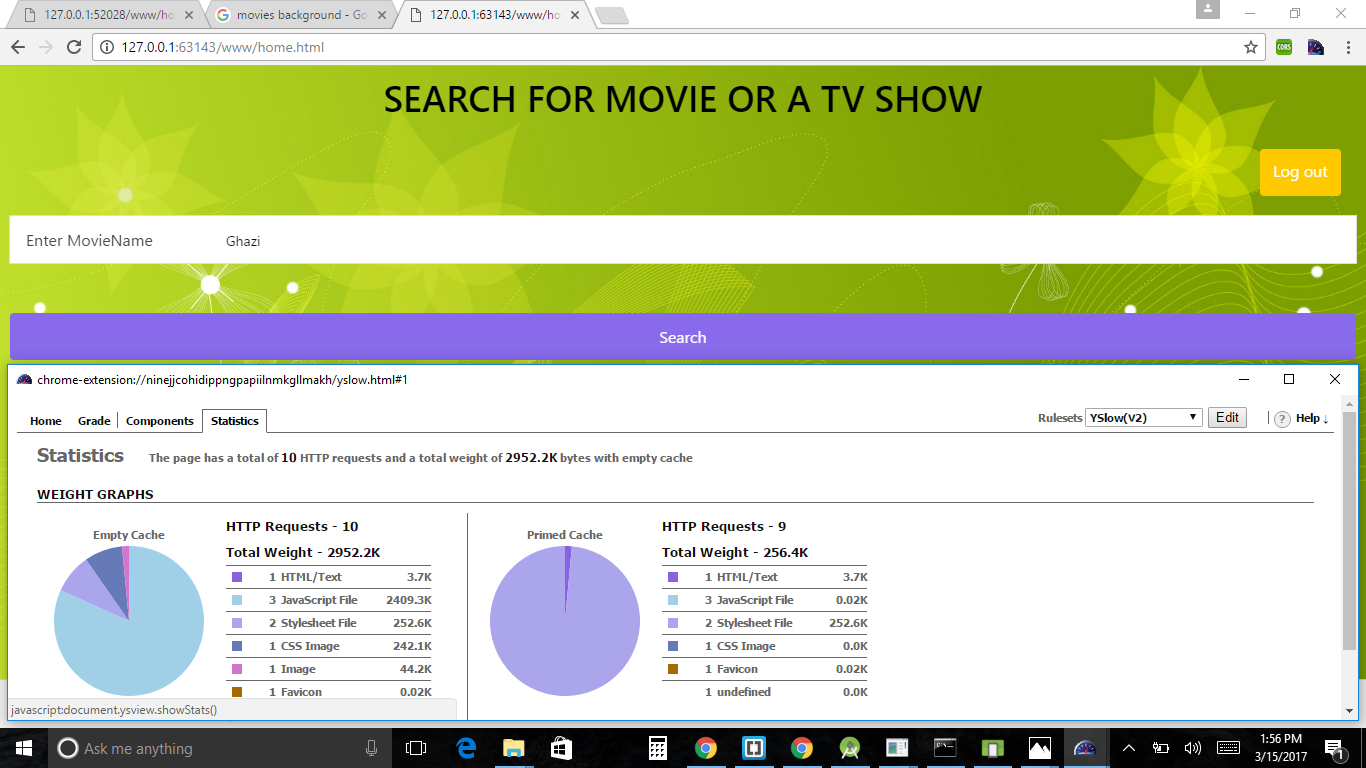 127.0.0.1:52028/www/ho
movies background - Go
127.0.0.1:63143/www/ho
127.0.0.1:63143/www/home.html
CORS
SEARCH FOR MOVIE OR A TV SHOW
Log out
Enter MovieName Ghazi
Search
chrome-extension://ninejjcohidippngpapiilnmkgllmakh/yslow.html#1
Home Grade Components Statistics Rulesets YSlow(V2) Edit ? Help ↓
Statistics The page has a total of 10 HTTP requests and a total weight of 2952.2K bytes with empty cache
WEIGHT GRAPHS
Empty Cache
HTTP Requests - 10
Total Weight - 2952.2K
1 HTML/Text 3.7K
3 JavaScript File 2409.3K
2 Stylesheet File 252.6K
1 CSS Image 242.1K
1 Image 44.2K
1 Favicon 0.02K
Primed Cache
HTTP Requests - 9
Total Weight - 256.4K
1 HTML/Text 3.7K
3 JavaScript File 0.02K
2 Stylesheet File 252.6K
1 CSS Image 0.0K
1 Favicon 0.02K
1 undefined 0.0K
javascript:document.ysview.showStats()
Ask me anything
1:56 PM
3/15/2017
1